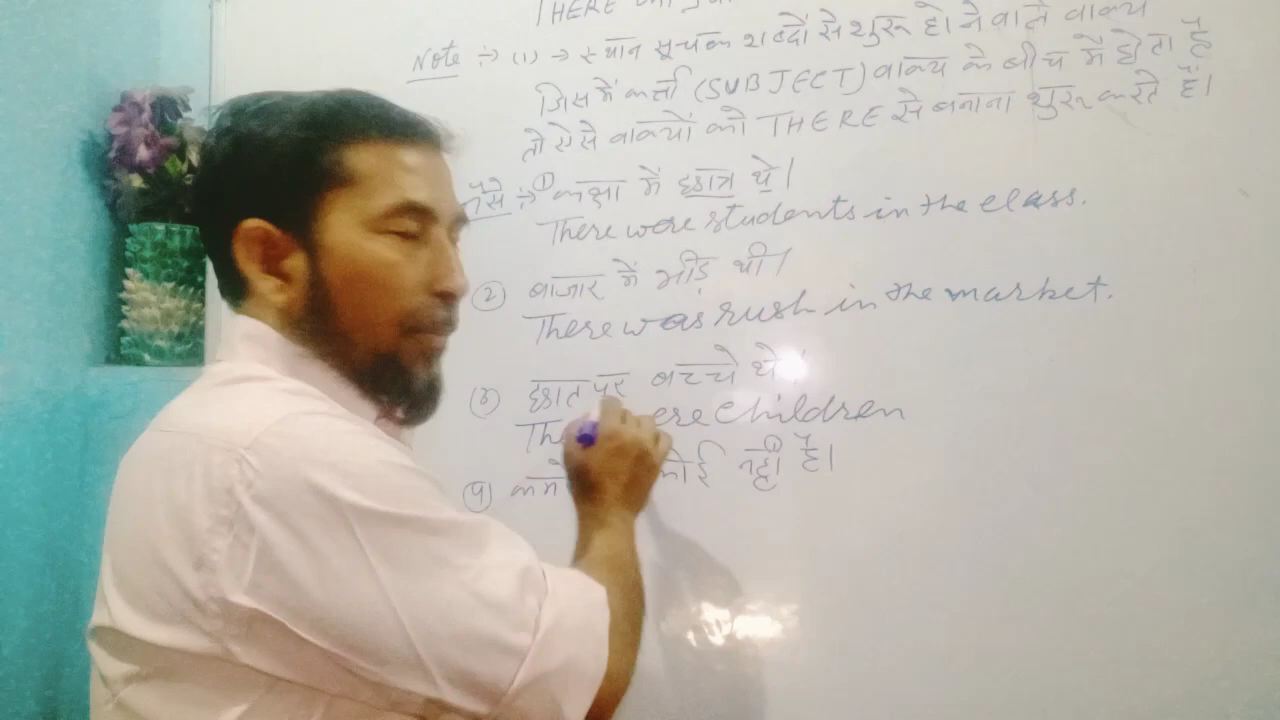 THERE का
Note :- (1) → स्थान सूचक शब्दों से शुरू होने वाले वाक्य
जिसमें कर्त्ता (SUBJECT) वाक्य के बीच में होता है
तो ऐसे वाक्यों को THERE से बनाना शुरू करते हैं।
जैसे :- ① कक्षा में छात्र थे।
There were students in the class.
② बाजार में भीड़ थी।
There was rush in the market.
③ छत पर बच्चे थे।
ere children
④ कोई नहीं है।